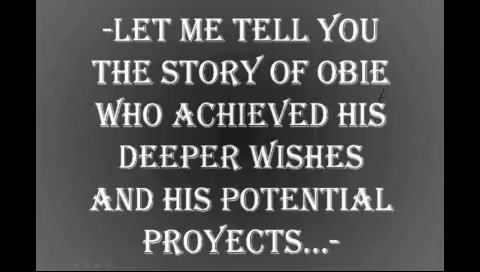 -LET ME TELL YOU
THE STORY OF OBIE
WHO ACHIEVED HIS
DEEPER WISHES
AND HIS POTENTIAL
PROYECTS...-